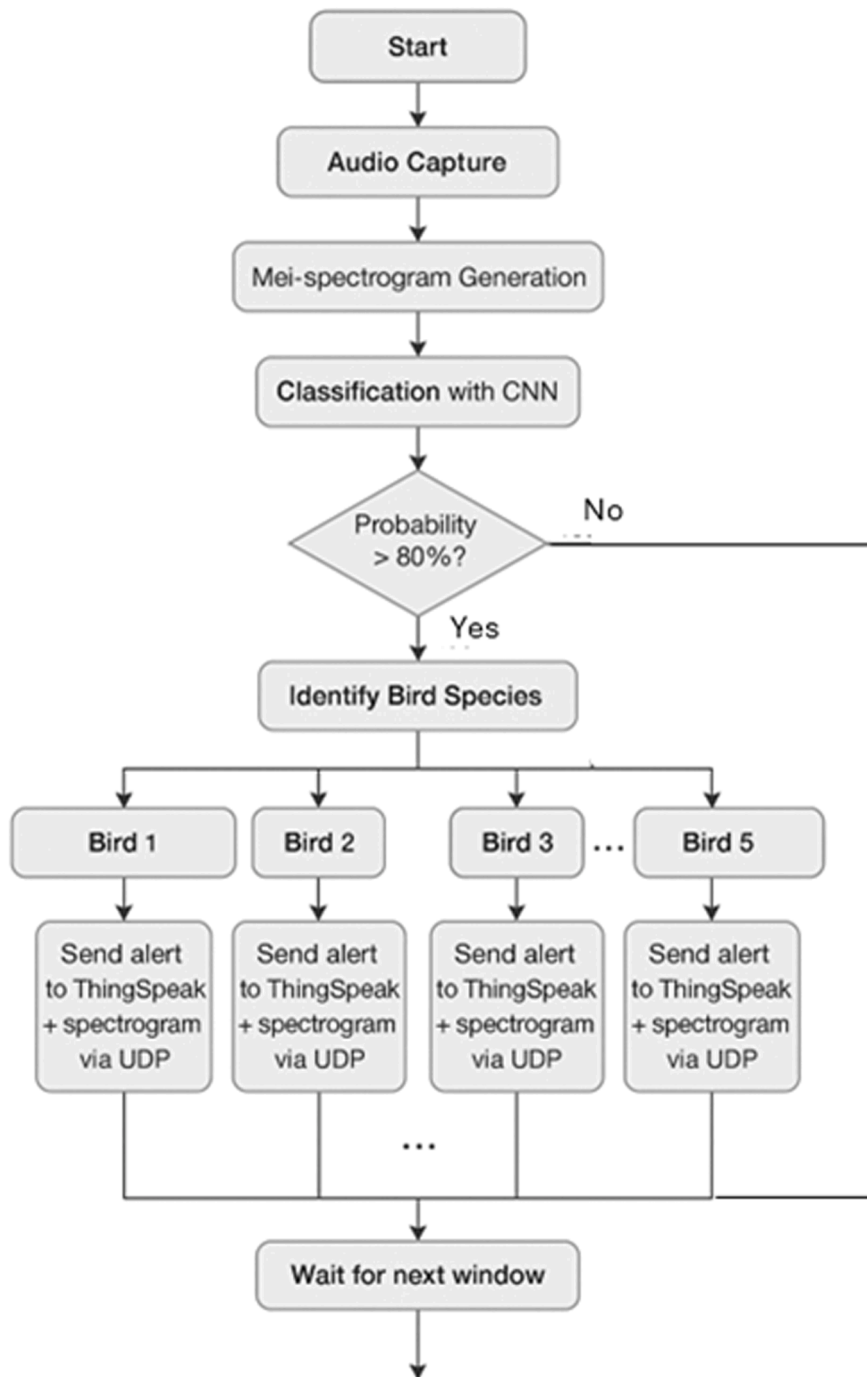 Start
Audio Capture
Mei-spectrogram Generation
Classification with CNN
Probability
> 80%?
No
Yes
Identify Bird Species
Bird 1
Bird 2
Bird 3
...
Bird 5
Send alert
to ThingSpeak
+ spectrogram
via UDP
Send alert
to ThingSpeak
+ spectrogram
via UDP
Send alert
to ThingSpeak
+ spectrogram
via UDP
Send alert
to ThingSpeak
+ spectrogram
via UDP
...
Wait for next window